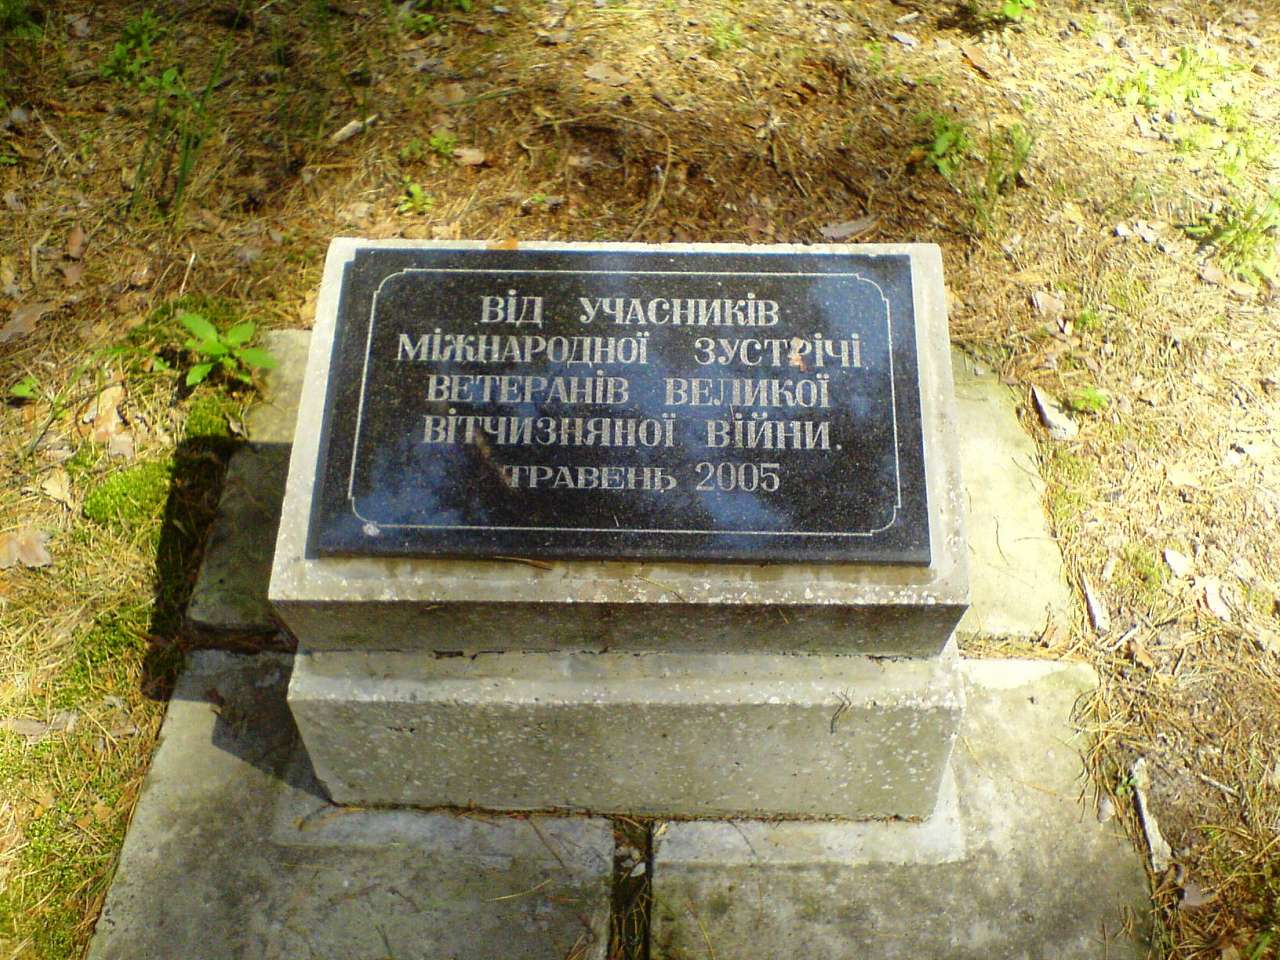 ВІД УЧАСНИКІВ
МІЖНАРОДНОЇ ЗУСТРІЧІ
ВЕТЕРАНІВ ВЕЛИКОЇ
ВІТЧИЗНЯНОЇ ВІЙНИ.
ТРАВЕНЬ 2005